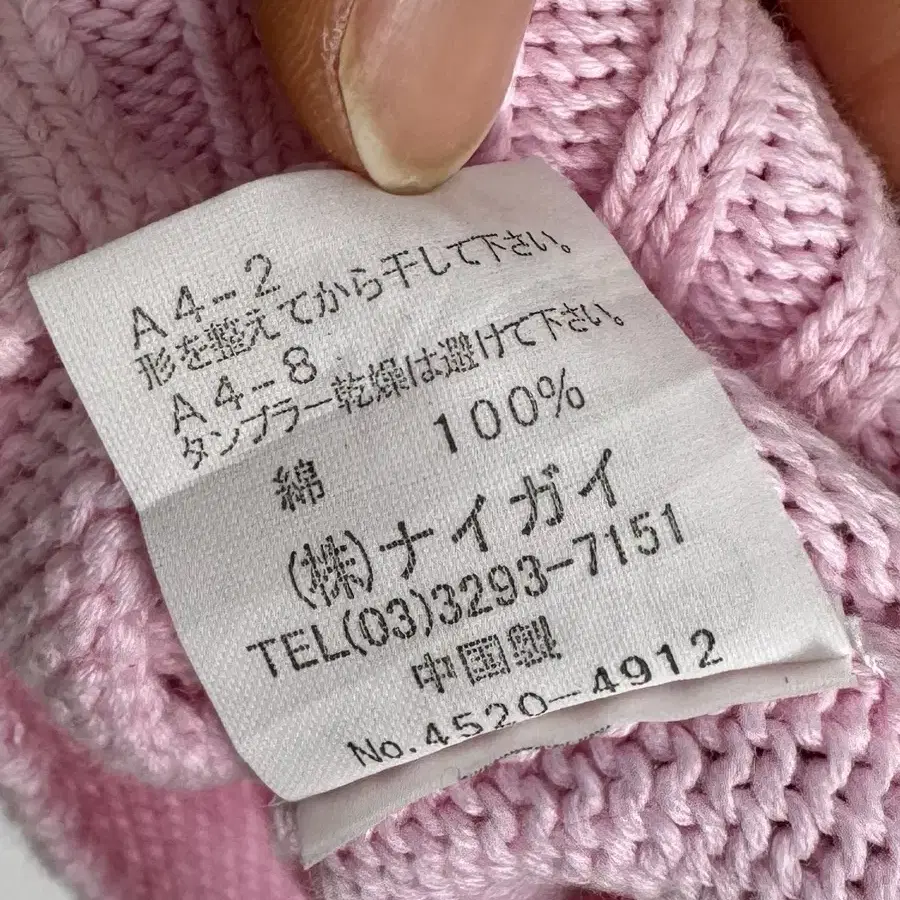 A4-2
形を整えてから干して下さい。
A4-8
タンブラー乾燥は避けて下さい。
綿 100%
(株)ナイガイ
TEL(03)3293-7151
中国製
No.4520-4912